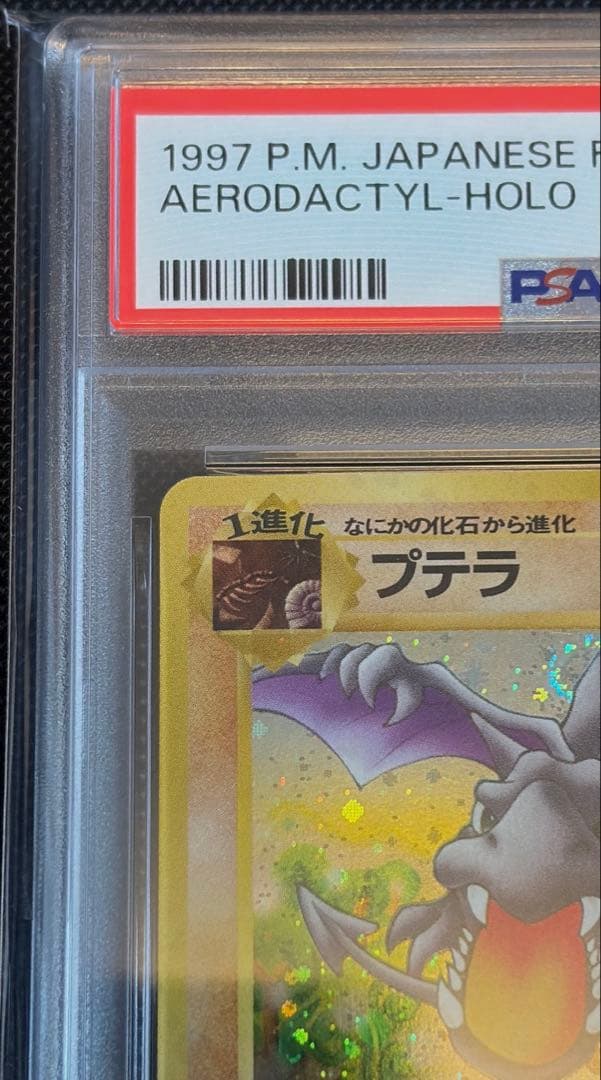 1997 P.M. JAPANESE
AERODACTYL-HOLO
PSA
1進化 なにかの化石から進化
プテラ